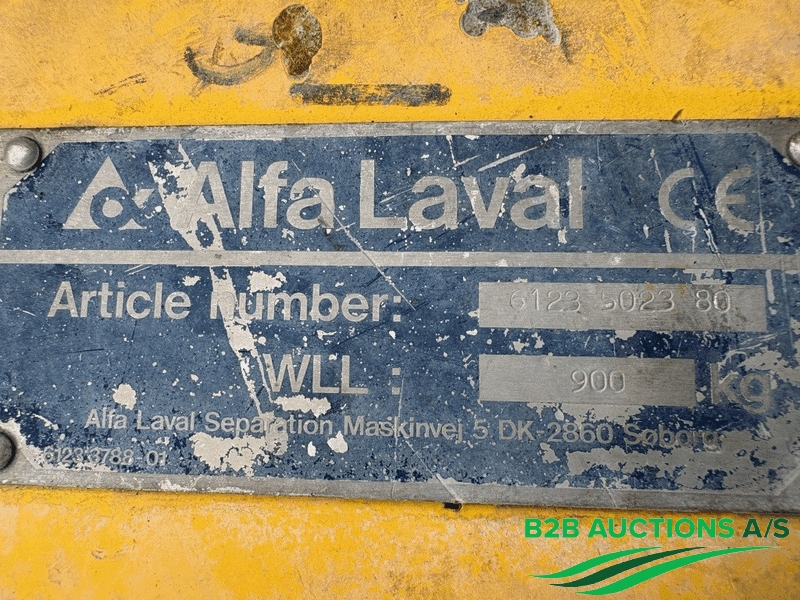 Alfa Laval CE
Article number: 6123 5023 80
WLL : 900 kg
Alfa Laval Separation Maskinvej 5 DK-2860 Søborg
6123 3788 01
B2B AUCTIONS A/S